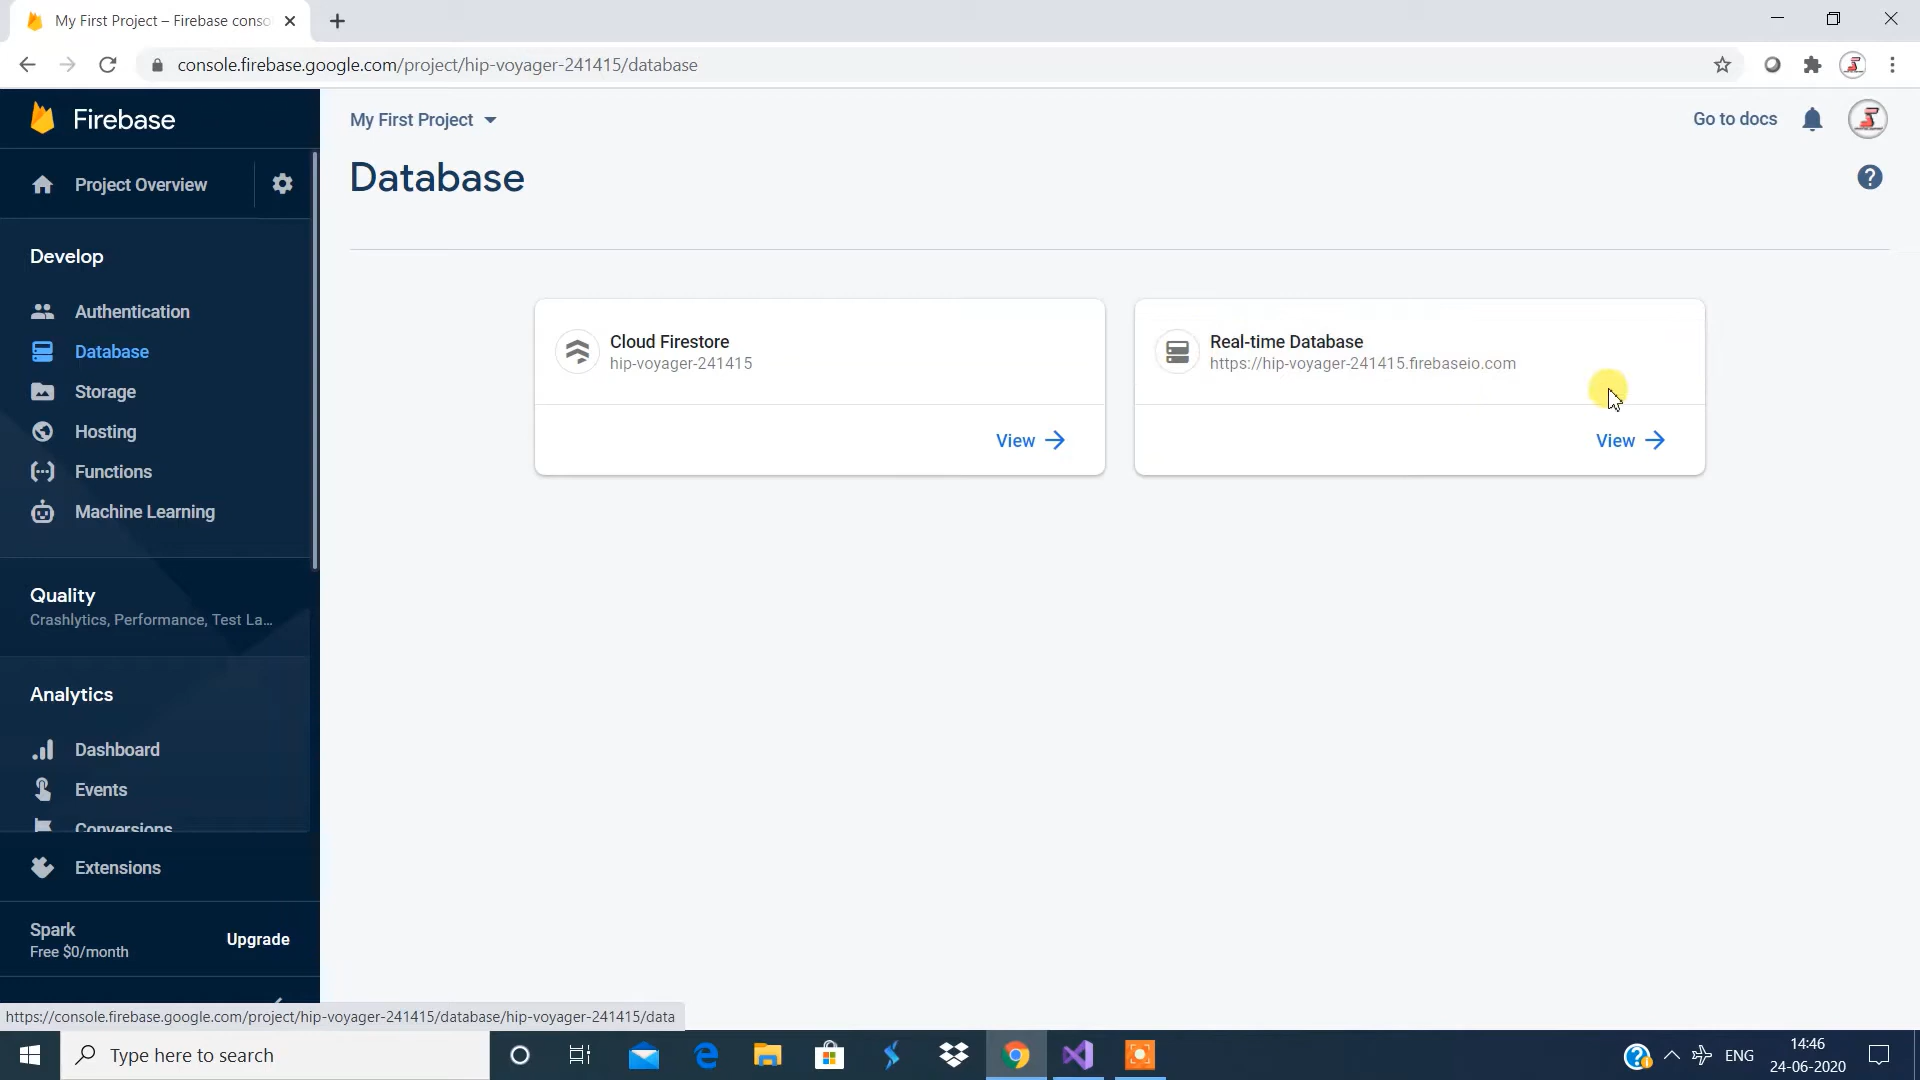 My First Project – Firebase conso
console.firebase.google.com/project/hip-voyager-241415/database
Firebase
My First Project
Go to docs
Database
Project Overview
Develop
Authentication
Database
Storage
Hosting
Functions
Machine Learning
Cloud Firestore
hip-voyager-241415
View
Real-time Database
https://hip-voyager-241415.firebaseio.com
View
Quality
Crashlytics, Performance, Test La...
Analytics
Dashboard
Events
Conversions
Extensions
Spark
Free $0/month
Upgrade
https://console.firebase.google.com/project/hip-voyager-241415/database/hip-voyager-241415/data
Type here to search
ENG
14:46
24-06-2020